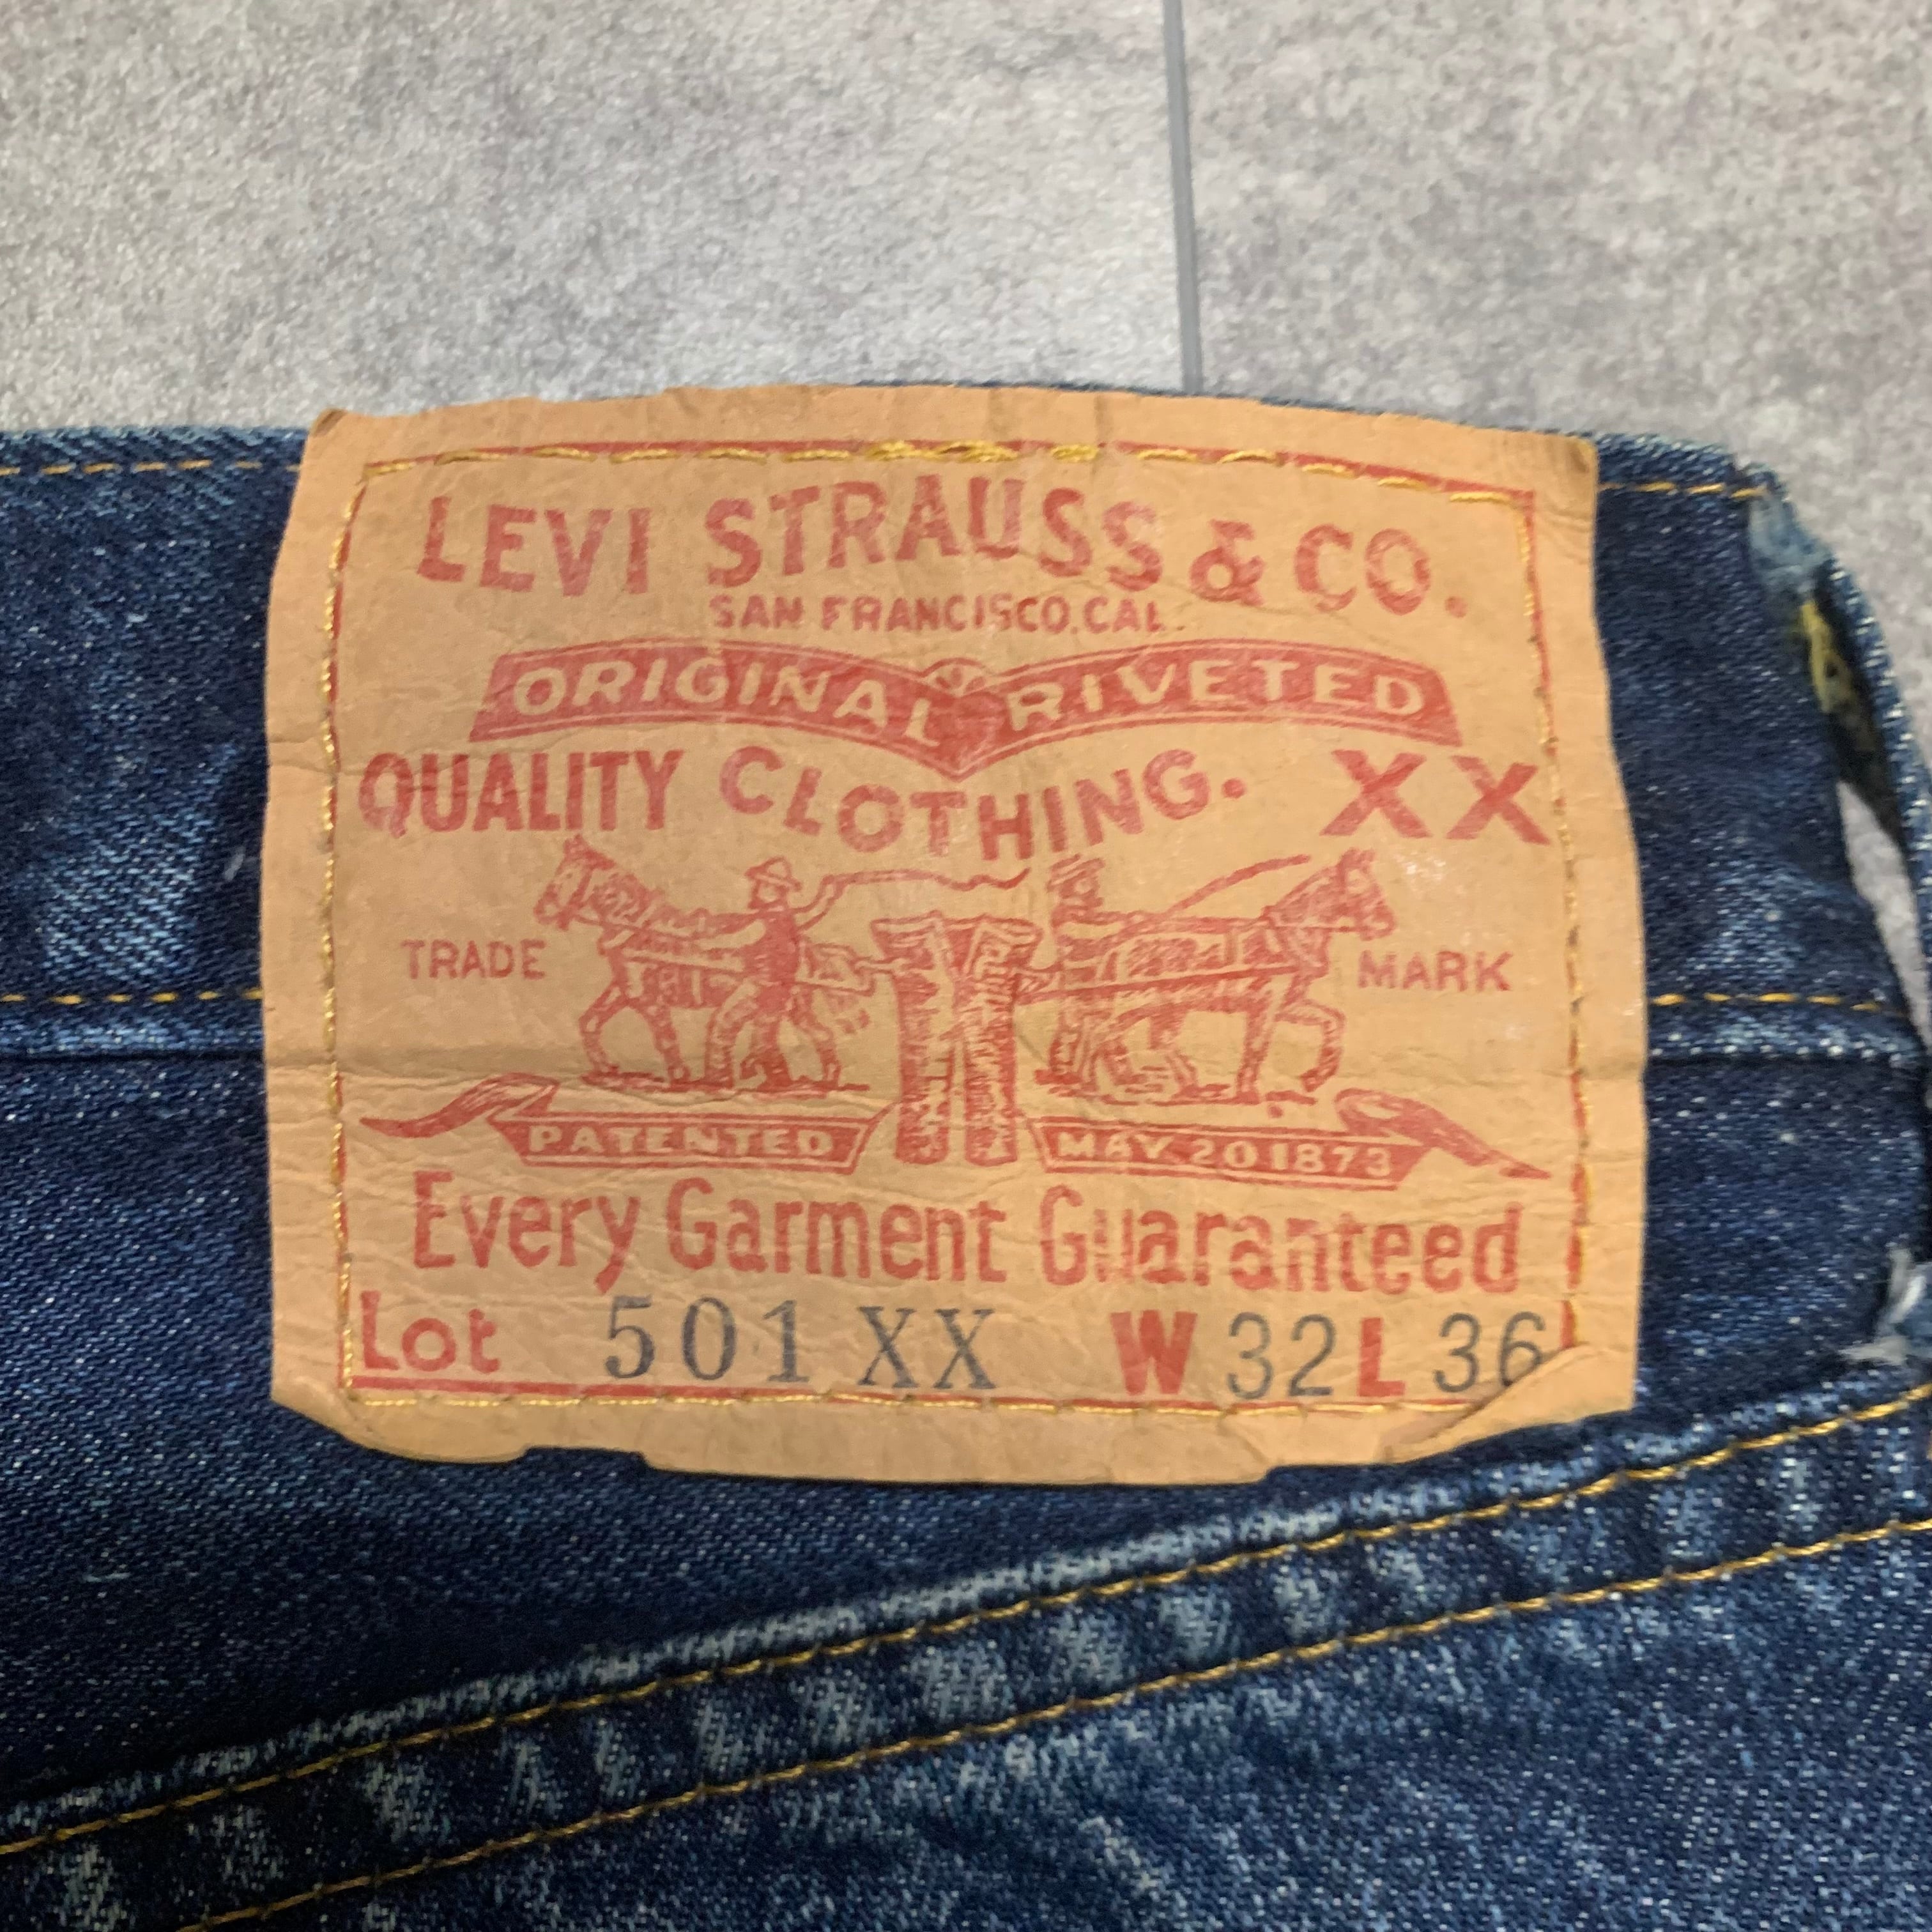 LEVI STRAUSS & CO.
SAN FRANCISCO, CAL.
ORIGINAL RIVETED
QUALITY CLOTHING. XX
TRADE MARK
PATENTED MAY 20 1873
Every Garment Guaranteed
Lot 501 XX W 32 L 36